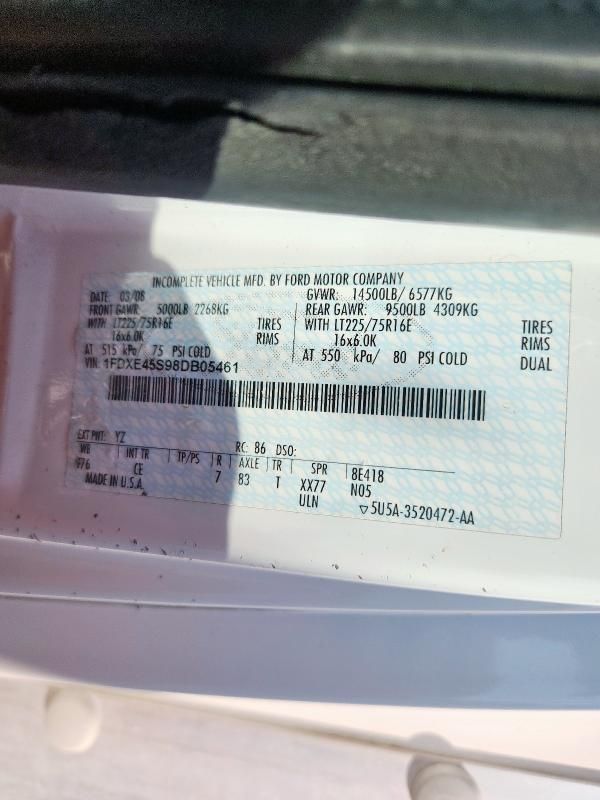 INCOMPLETE VEHICLE MFD. BY FORD MOTOR COMPANY
DATE: 03/08 GVWR: 14500LB/ 6577KG
FRONT GAWR: 5000LB 2268KG REAR GAWR: 9500LB 4309KG
WITH LT225/75R16E TIRES WITH LT225/75R16E TIRES
16x6.0K RIMS 16x6.0K RIMS
AT 515 kPa/ 75 PSI COLD AT 550 kPa/ 80 PSI COLD DUAL
VIN: 1FDXE45S98DB05461
EXT PNT: YZ RC: 86 DSO:
WB INT TR TP/PS R AXLE TR SPR 8E418
976 CE 7 83 T XX77 N05
MADE IN U.S.A. ULN ▽5U5A-3520472-AA